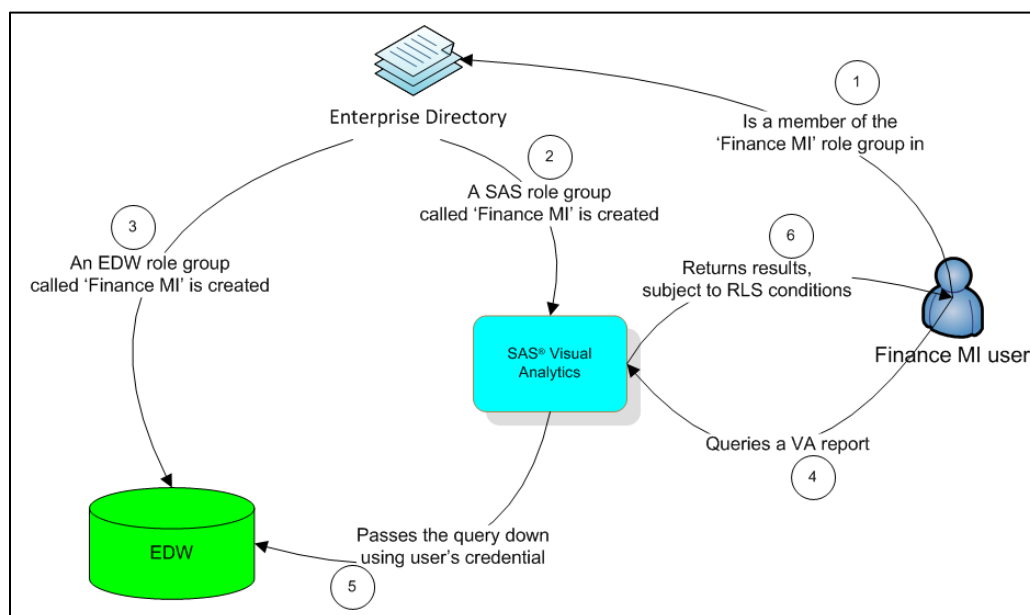 Enterprise Directory
1
Is a member of the
‘Finance MI’ role group in
2
A SAS role group
called ‘Finance MI’ is created
3
An EDW role group
called ‘Finance MI’ is created
6
Returns results,
subject to RLS conditions
Finance MI user
SAS® Visual
Analytics
Queries a VA report
4
Passes the query down
using user’s credential
5
EDW